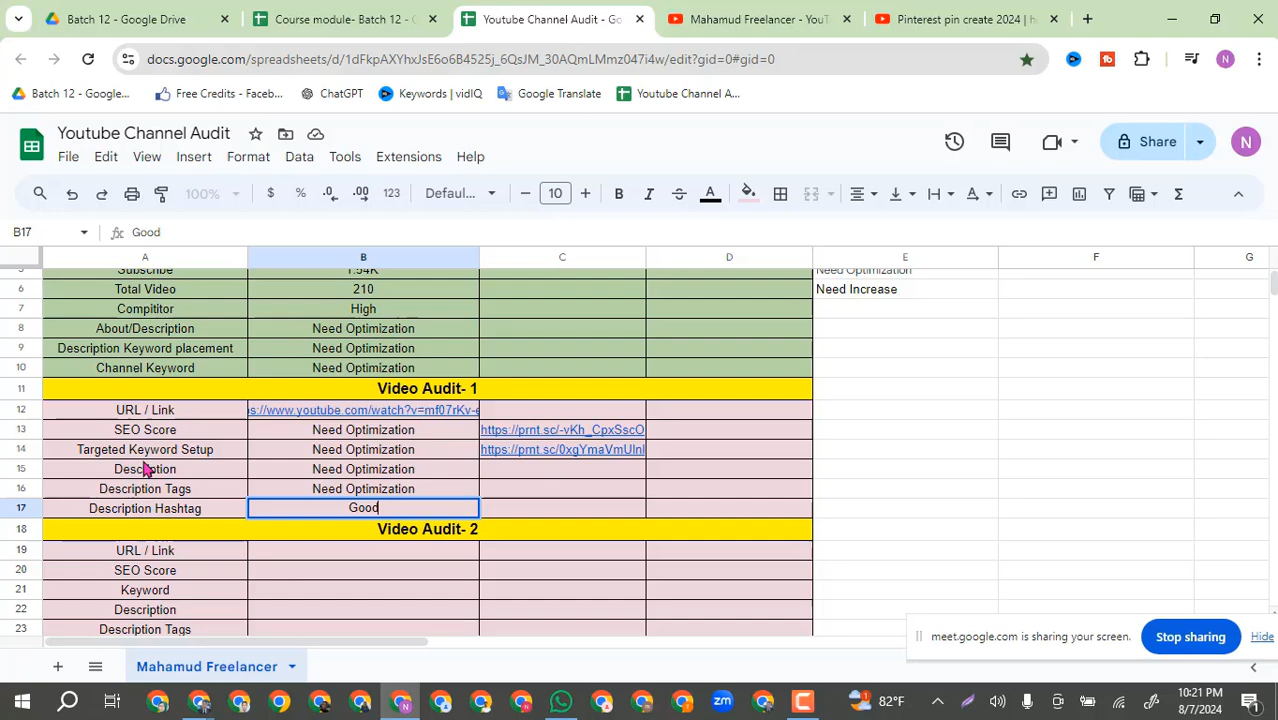 Batch 12 - Google Drive
Course module- Batch 12 -
Youtube Channel Audit - Go
Mahamud Freelancer - YouT
Pinterest pin create 2024 | h
docs.google.com/spreadsheets/d/1dFkpAXYhxJsE6o6B4525j_6QsJM_30AQmLMmz047i4w/edit?gid=0#gid=0
Batch 12 - Google...
Free Credits - Faceb...
ChatGPT
Keywords | vidIQ
Google Translate
Youtube Channel A...
Youtube Channel Audit
File Edit View Insert Format Data Tools Extensions Help
Share
N
100% $ % .0 .00 123 Defaul... 10 B I A
B17 Good
A B C D E F G
5 Subscribe 1.54K Need Optimization
6 Total Video 210 Need Increase
7 Compititor High
8 About/Description Need Optimization
9 Description Keyword placement Need Optimization
10 Channel Keyword Need Optimization
11 Video Audit- 1
12 URL / Link ps://www.youtube.com/watch?v=mf07rKv-e
13 SEO Score Need Optimization https://prnt.sc/-vKh_CpxSscO
14 Targeted Keyword Setup Need Optimization https://prnt.sc/0xgYmaVmUlnl
15 Description Need Optimization
16 Description Tags Need Optimization
17 Description Hashtag Good
18 Video Audit- 2
19 URL / Link
20 SEO Score
21 Keyword
22 Description
23 Description Tags
meet.google.com is sharing your screen. Stop sharing Hide
Mahamud Freelancer
82°F
10:21 PM
8/7/2024